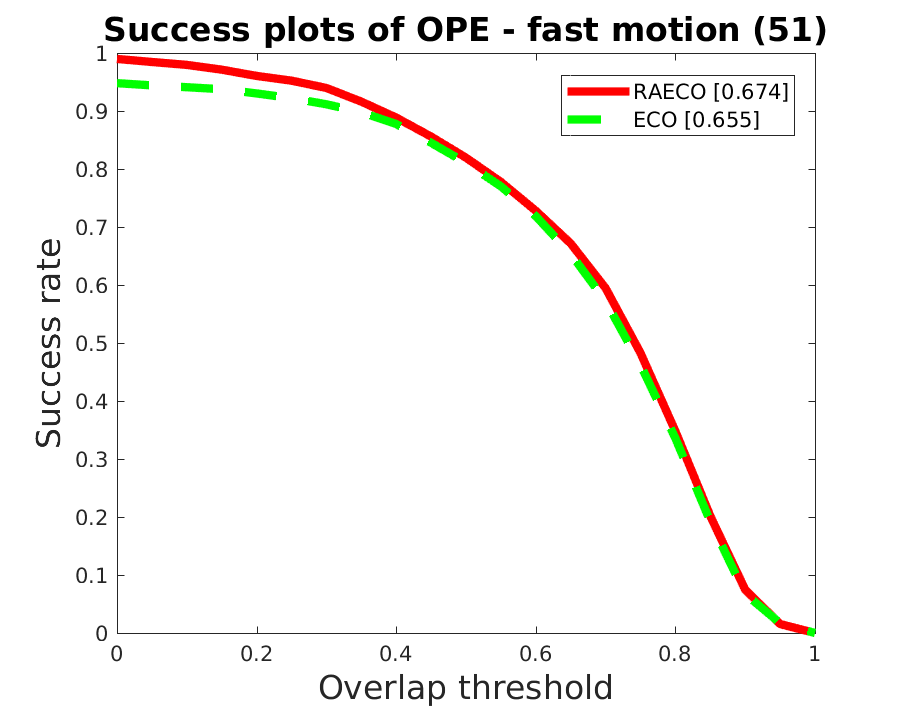 Success plots of OPE - fast motion (51)
RAECO [0.674]
ECO [0.655]
Success rate
1
0.9
0.8
0.7
0.6
0.5
0.4
0.3
0.2
0.1
0
0 0.2 0.4 0.6 0.8 1
Overlap threshold